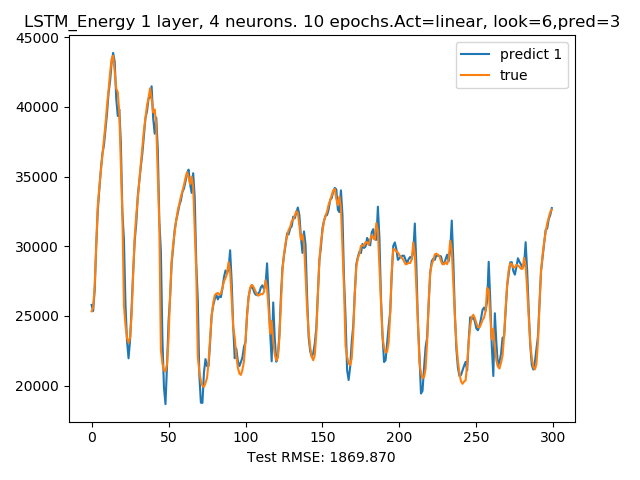 LSTM_Energy 1 layer, 4 neurons. 10 epochs.Act=linear, look=6,pred=3
predict 1
true
45000
40000
35000
30000
25000
20000
0 50 100 150 200 250 300
Test RMSE: 1869.870